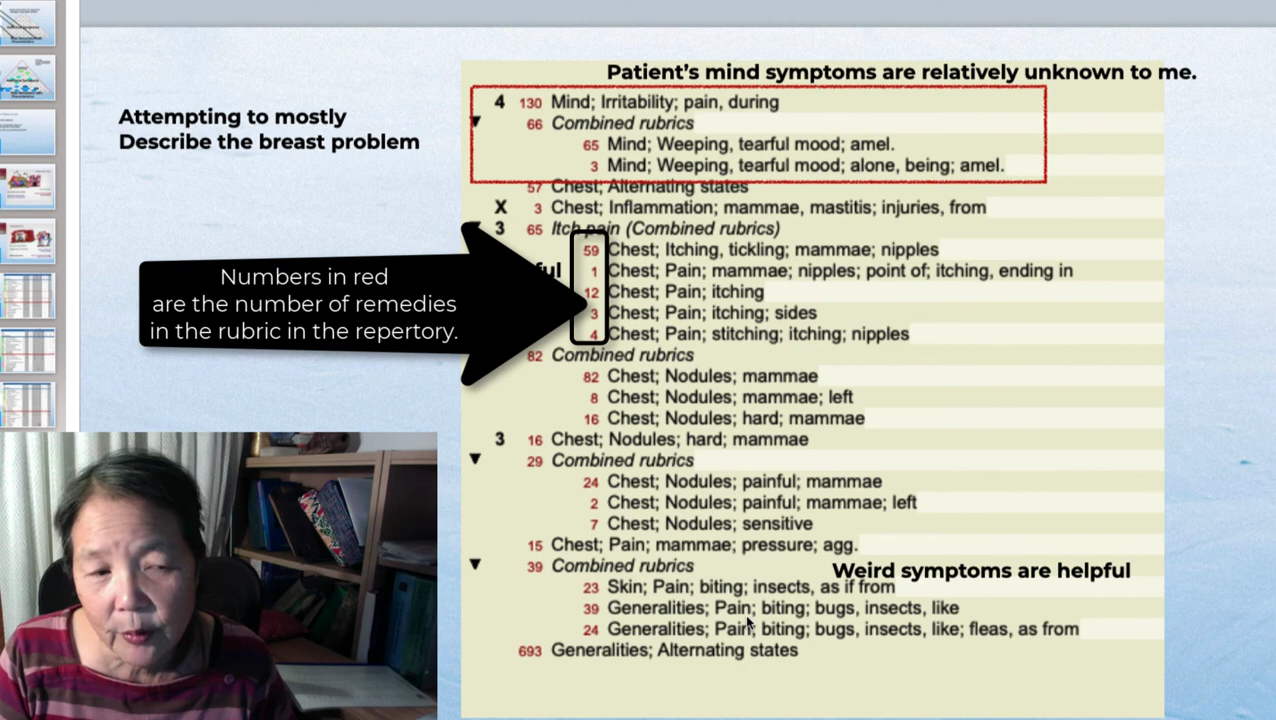 Patient’s mind symptoms are relatively unknown to me.
Attempting to mostly
Describe the breast problem
4 130 Mind; Irritability; pain, during
66 Combined rubrics
65 Mind; Weeping, tearful mood; amel.
3 Mind; Weeping, tearful mood; alone, being; amel.
57 Chest; Alternating states
X 3 Chest; Inflammation; mammae, mastitis; injuries, from
3 65 Itch pain (Combined rubrics)
59 Chest; Itching, tickling; mammae; nipples
1 Chest; Pain; mammae; nipples; point of; itching, ending in
12 Chest; Pain; itching
3 Chest; Pain; itching; sides
4 Chest; Pain; stitching; itching; nipples
Numbers in red
are the number of remedies
in the rubric in the repertory.
82 Combined rubrics
82 Chest; Nodules; mammae
8 Chest; Nodules; mammae; left
16 Chest; Nodules; hard; mammae
3 16 Chest; Nodules; hard; mammae
29 Combined rubrics
24 Chest; Nodules; painful; mammae
2 Chest; Nodules; painful; mammae; left
7 Chest; Nodules; sensitive
15 Chest; Pain; mammae; pressure; agg.
39 Combined rubrics
Weird symptoms are helpful
23 Skin; Pain; biting; insects, as if from
39 Generalities; Pain; biting; bugs, insects, like
24 Generalities; Pain; biting; bugs, insects, like; fleas, as from
693 Generalities; Alternating states